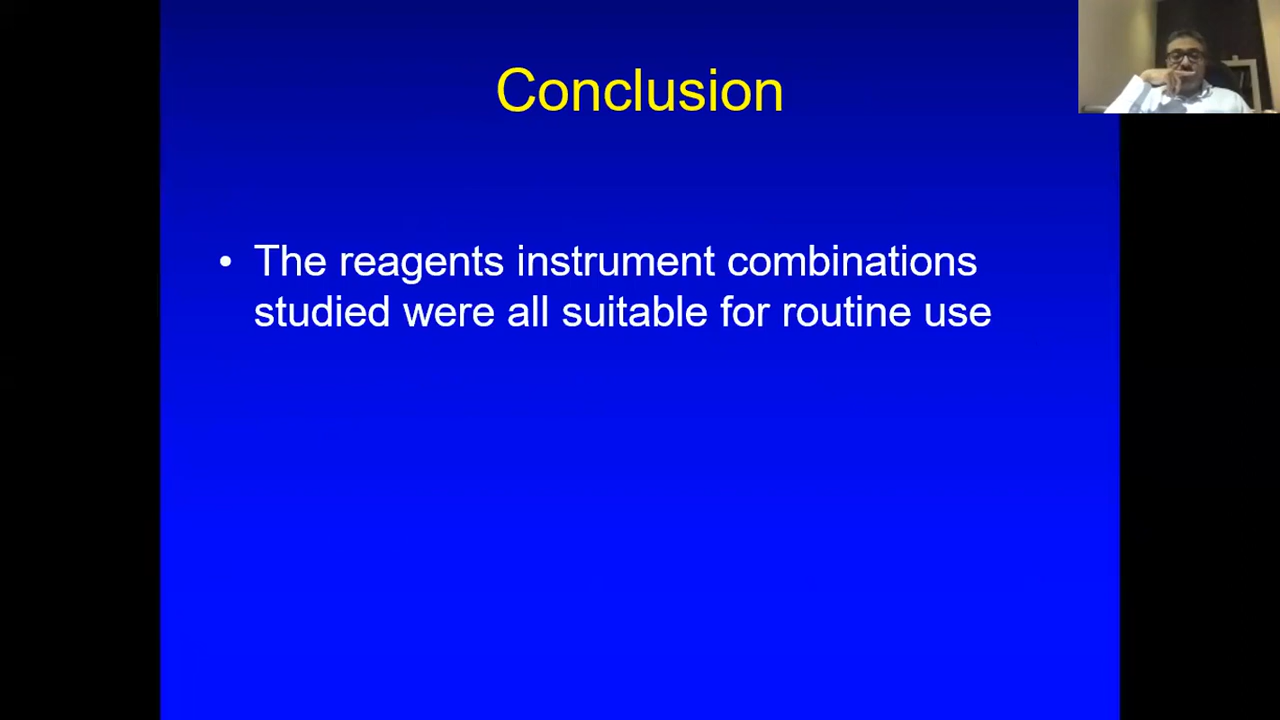 Conclusion
• The reagents instrument combinations
studied were all suitable for routine use